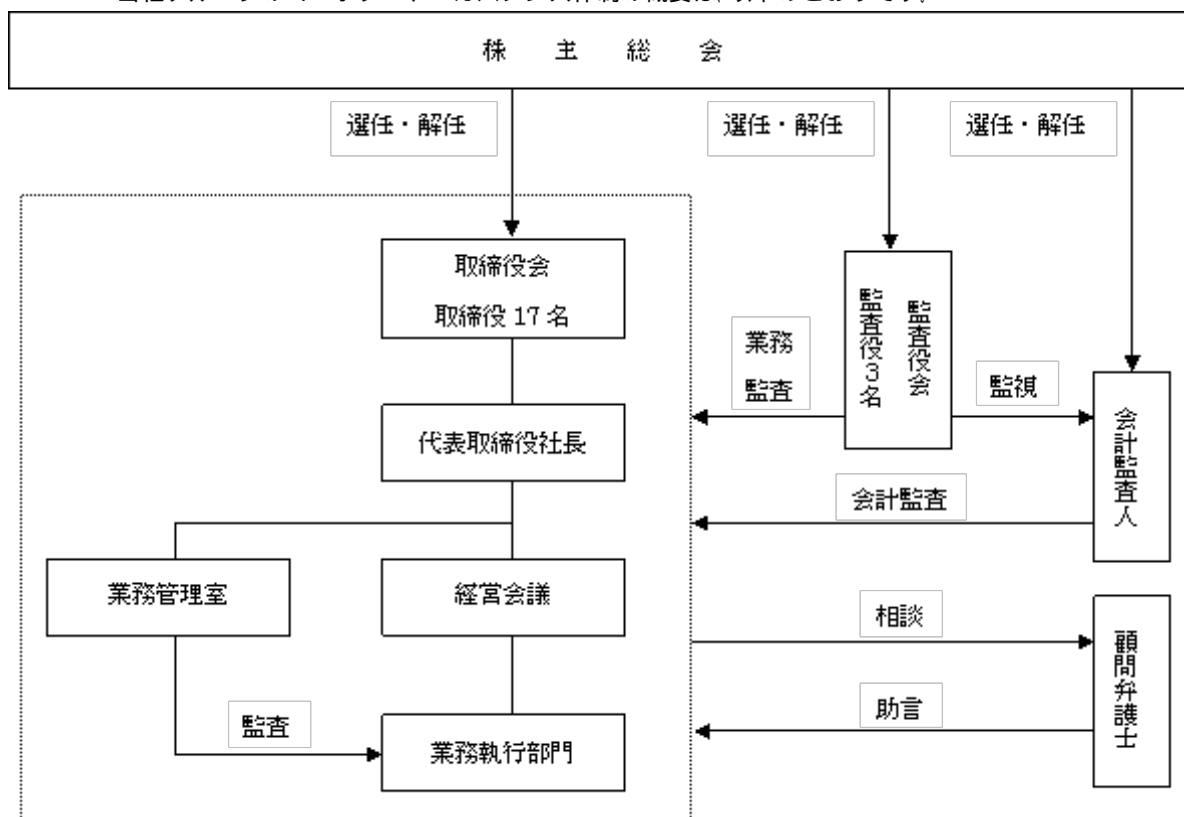 株主総会
選任・解任
選任・解任
選任・解任
取締役会
取締役 17 名
監査役会
監査役3名
業務
監査
監視
会計監査人
代表取締役社長
会計監査
業務管理室
経営会議
相談
顧問弁護士
助言
監査
業務執行部門